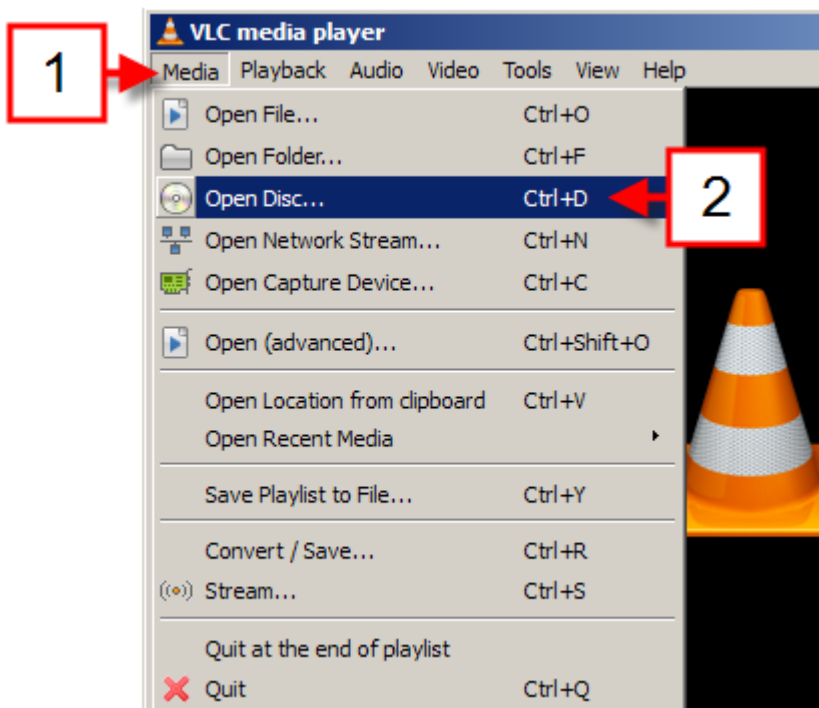 VLC media player
1
Media Playback Audio Video Tools View Help
Open File... Ctrl+O
Open Folder... Ctrl+F
Open Disc... Ctrl+D
2
Open Network Stream... Ctrl+N
Open Capture Device... Ctrl+C
Open (advanced)... Ctrl+Shift+O
Open Location from clipboard Ctrl+V
Open Recent Media
Save Playlist to File... Ctrl+Y
Convert / Save... Ctrl+R
Stream... Ctrl+S
Quit at the end of playlist
Quit Ctrl+Q